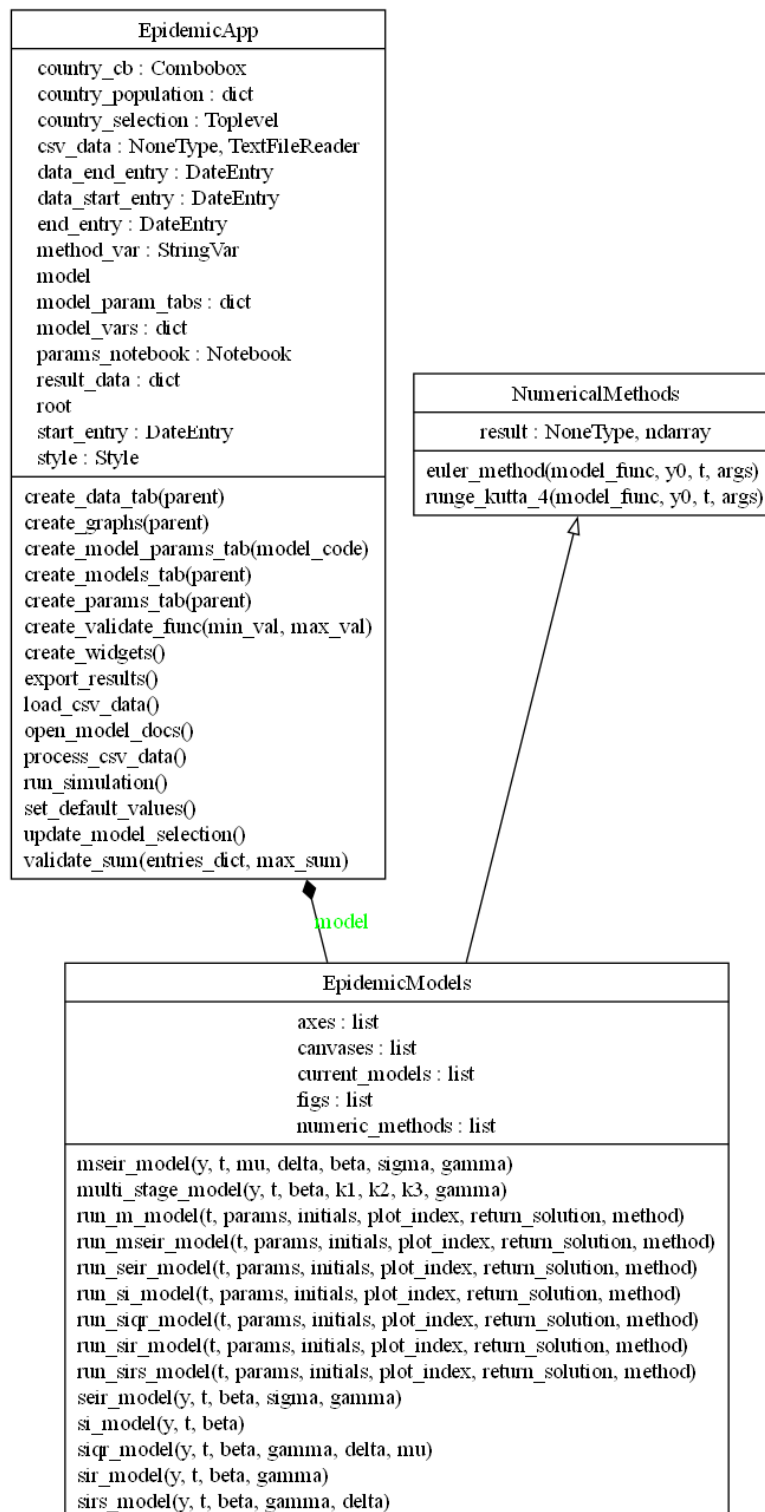 EpidemicApp
country_cb : Combobox
country_population : dict
country_selection : Toplevel
csv_data : NoneType, TextFileReader
data_end_entry : DateEntry
data_start_entry : DateEntry
end_entry : DateEntry
method_var : StringVar
model
model_param_tabs : dict
model_vars : dict
params_notebook : Notebook
result_data : dict
root
start_entry : DateEntry
style : Style
create_data_tab(parent)
create_graphs(parent)
create_model_params_tab(model_code)
create_models_tab(parent)
create_params_tab(parent)
create_validate_func(min_val, max_val)
create_widgets()
export_results()
load_csv_data()
open_model_docs()
process_csv_data()
run_simulation()
set_default_values()
update_model_selection()
validate_sum(entries_dict, max_sum)
NumericalMethods
result : NoneType, ndarray
euler_method(model_func, y0, t, args)
runge_kutta_4(model_func, y0, t, args)
model
EpidemicModels
axes : list
canvases : list
current_models : list
figs : list
numeric_methods : list
mseir_model(y, t, mu, delta, beta, sigma, gamma)
multi_stage_model(y, t, beta, k1, k2, k3, gamma)
run_m_model(t, params, initials, plot_index, return_solution, method)
run_mseir_model(t, params, initials, plot_index, return_solution, method)
run_seir_model(t, params, initials, plot_index, return_solution, method)
run_si_model(t, params, initials, plot_index, return_solution, method)
run_siqr_model(t, params, initials, plot_index, return_solution, method)
run_sir_model(t, params, initials, plot_index, return_solution, method)
run_sirs_model(t, params, initials, plot_index, return_solution, method)
seir_model(y, t, beta, sigma, gamma)
si_model(y, t, beta)
siqr_model(y, t, beta, gamma, delta, mu)
sir_model(y, t, beta, gamma)
sirs_model(y, t, beta, gamma, delta)